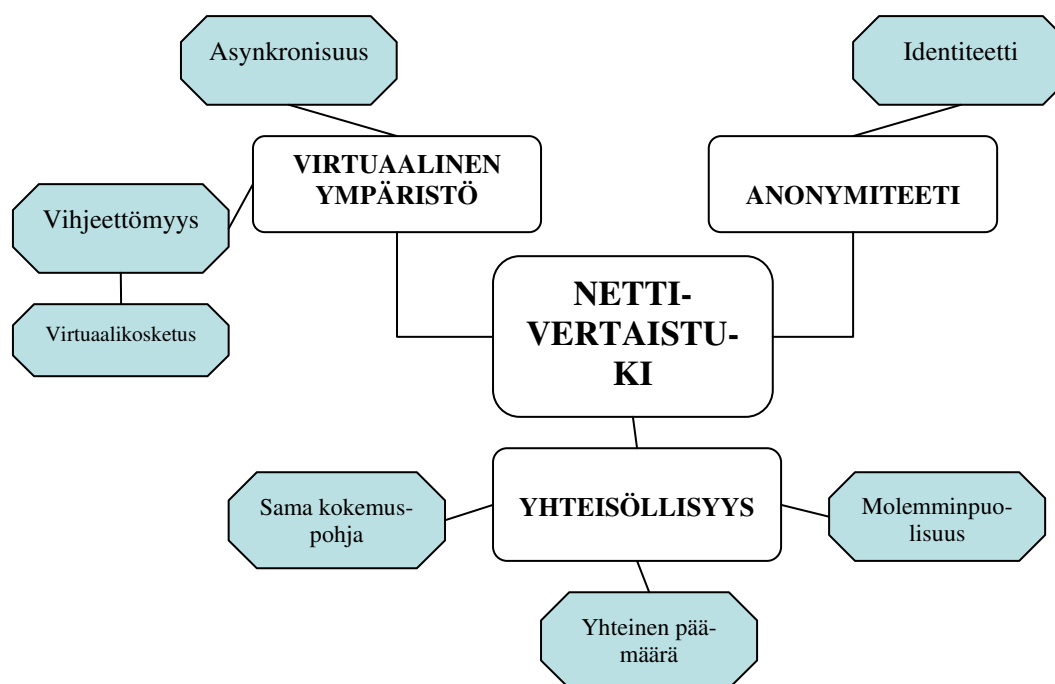 Asynkronisuus
Identiteetti
VIRTUAALINEN
YMPÄRISTÖ
ANONYMITEETI
Vihjeettömyys
Virtuaalikosketus
NETTI-
VERTAISTU-
KI
Sama kokemus-
pohja
YHTEISÖLLISYYS
Molemminpuo-
lisuus
Yhteinen pää-
määrä